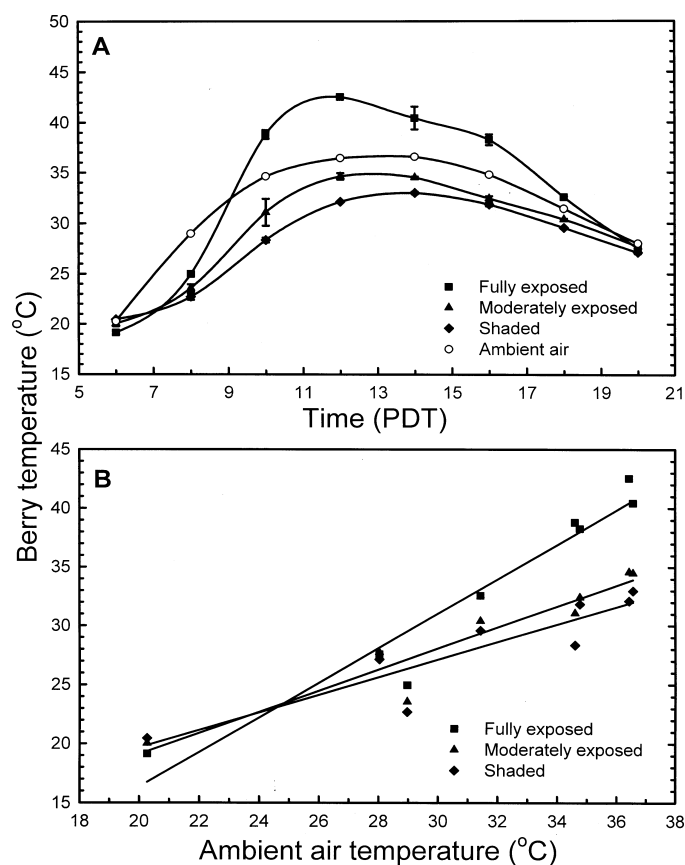 50
A
45
40
35
30
25
20
15
Fully exposed
Moderately exposed
Shaded
Ambient air
5 7 9 11 13 15 17 19 21
Time (PDT)
Berry temperature (°C)
45
B
40
35
30
25
20
15
Fully exposed
Moderately exposed
Shaded
18 20 22 24 26 28 30 32 34 36 38
Ambient air temperature (°C)